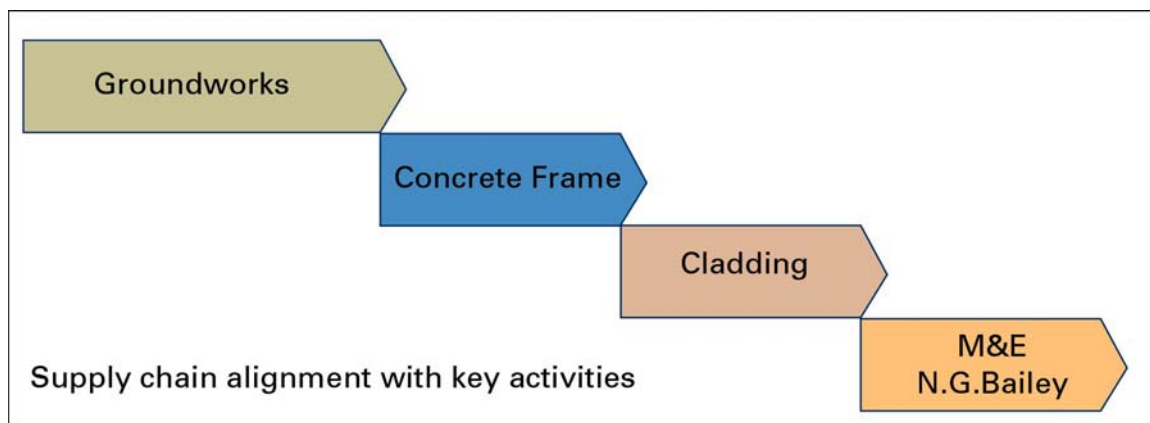 Groundworks
Concrete Frame
Cladding
M&E
N.G.Bailey
Supply chain alignment with key activities